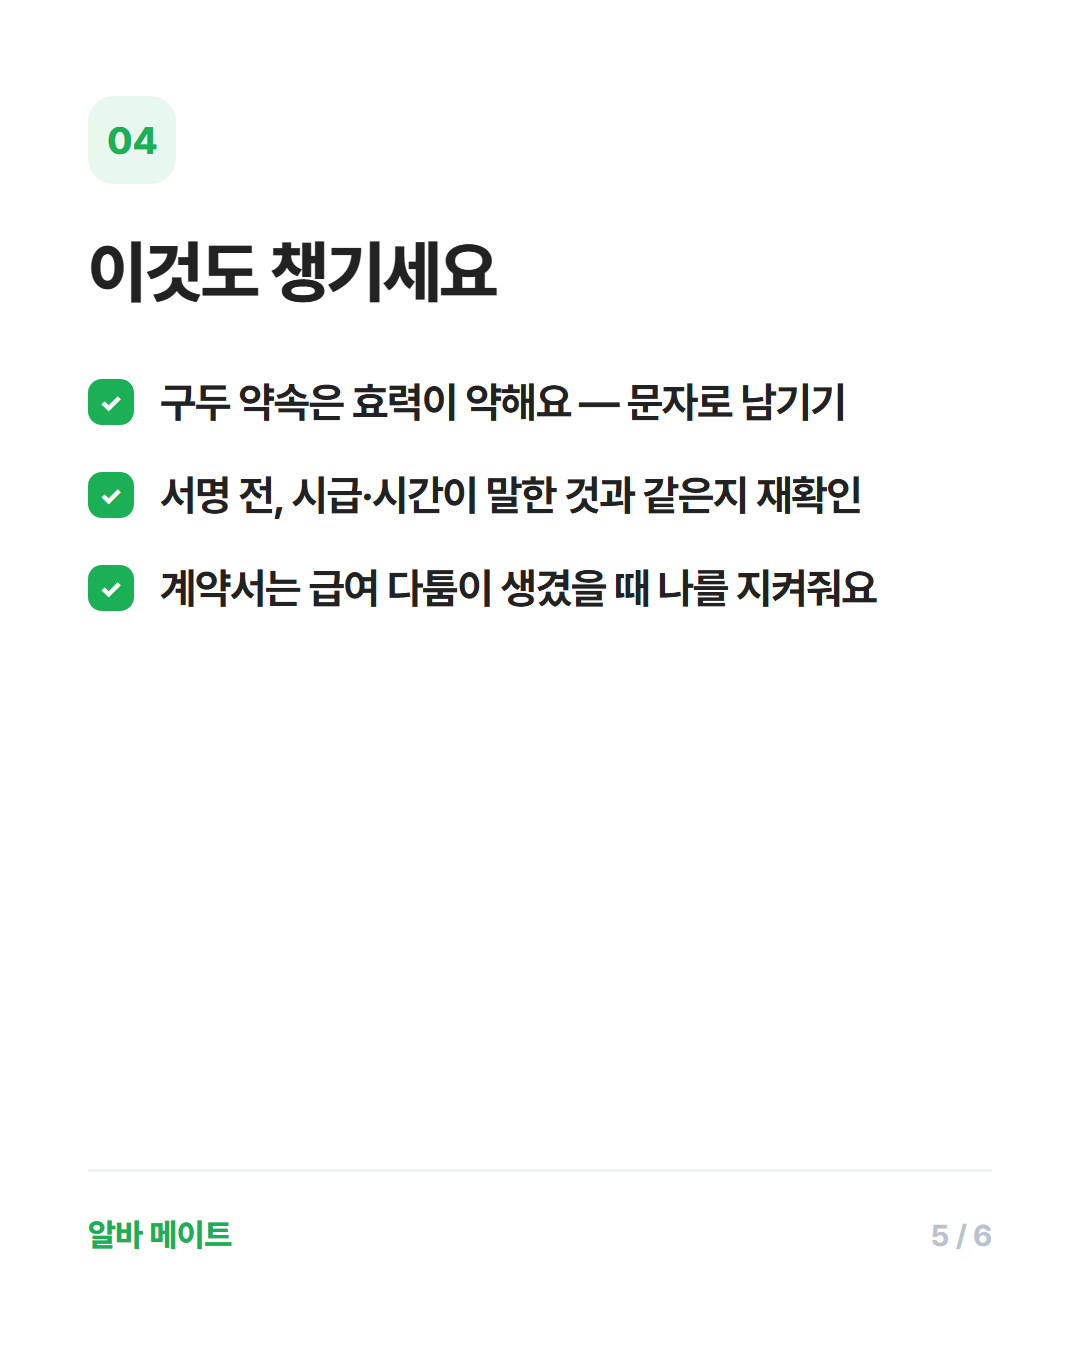 04
이것도 챙기세요
구두 약속은 효력이 약해요 — 문자로 남기기
서명 전, 시급·시간이 말한 것과 같은지 재확인
계약서는 급여 다툼이 생겼을 때 나를 지켜줘요
알바 메이트
5 / 6